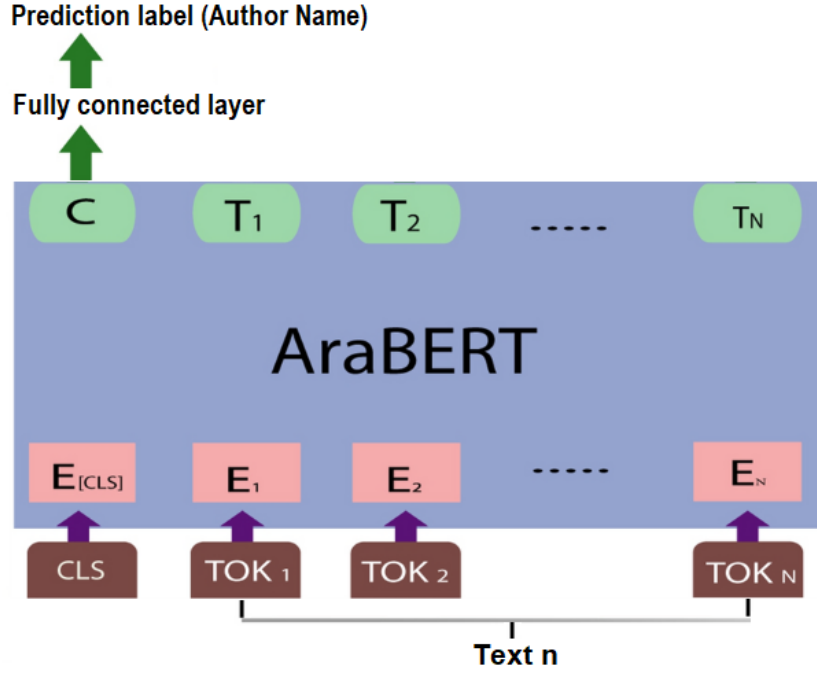 Prediction label (Author Name)
Fully connected layer
C T1 T2 ..... TN
AraBERT
E[CLS] E1 E2 ..... EN
CLS TOK 1 TOK 2 TOK N
Text n